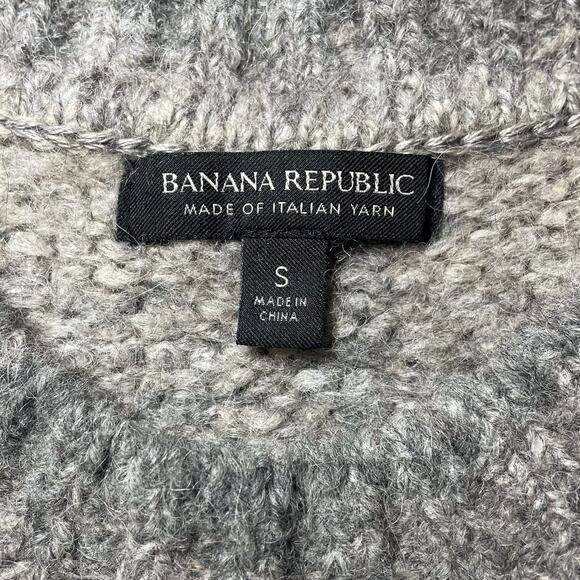 BANANA REPUBLIC
MADE OF ITALIAN YARN
S
MADE IN
CHINA